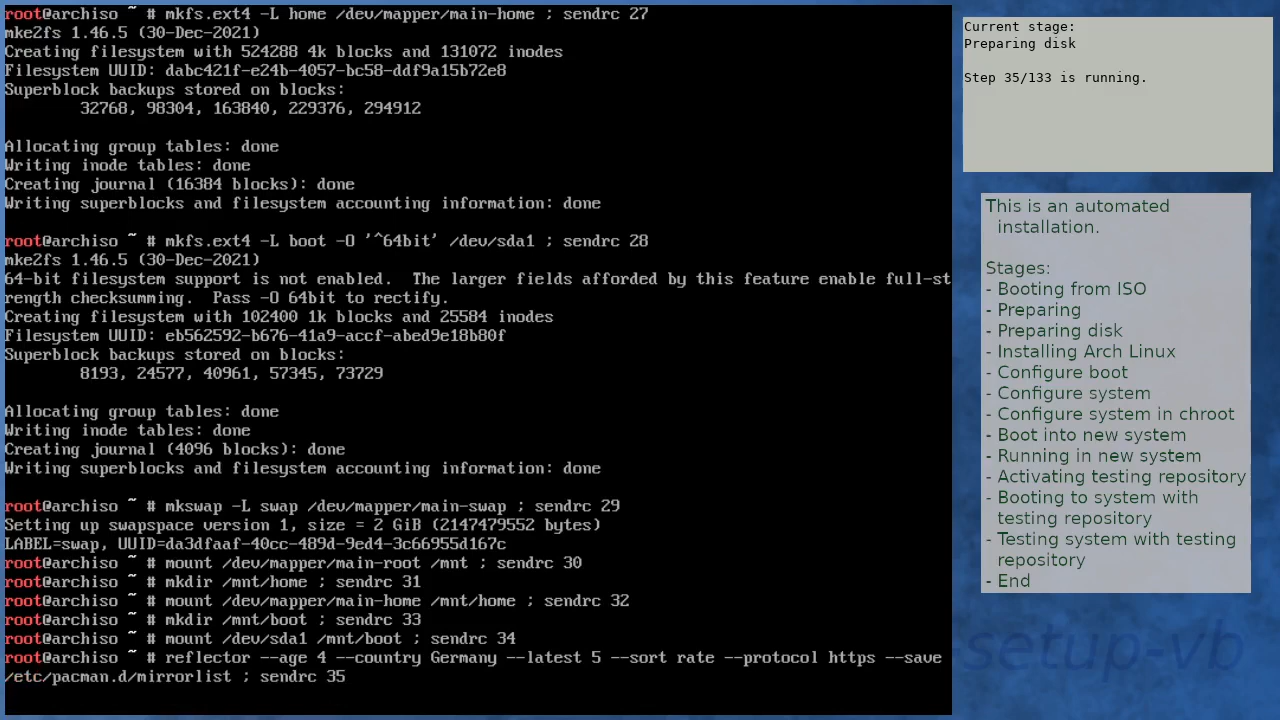 root@archiso ~ # mkfs.ext4 -L home /dev/mapper/main-home ; sendrc 27
mke2fs 1.46.5 (30-Dec-2021)
Creating filesystem with 524288 4k blocks and 131072 inodes
Filesystem UUID: dabc421f-e24b-4057-bc58-ddf9a15b72e8
Superblock backups stored on blocks:
        32768, 98304, 163840, 229376, 294912

Allocating group tables: done
Writing inode tables: done
Creating journal (16384 blocks): done
Writing superblocks and filesystem accounting information: done

root@archiso ~ # mkfs.ext4 -L boot -O '^64bit' /dev/sda1 ; sendrc 28
mke2fs 1.46.5 (30-Dec-2021)
64-bit filesystem support is not enabled.  The larger fields afforded by this feature enable full-st
rength checksumming.  Pass -O 64bit to rectify.
Creating filesystem with 102400 1k blocks and 25584 inodes
Filesystem UUID: eb562592-b676-41a9-accf-abed9e18b80f
Superblock backups stored on blocks:
        8193, 24577, 40961, 57345, 73729

Allocating group tables: done
Writing inode tables: done
Creating journal (4096 blocks): done
Writing superblocks and filesystem accounting information: done

root@archiso ~ # mkswap -L swap /dev/mapper/main-swap ; sendrc 29
Setting up swapspace version 1, size = 2 GiB (2147479552 bytes)
LABEL=swap, UUID=da3dfaaf-40cc-489d-9ed4-3c66955d167c
root@archiso ~ # mount /dev/mapper/main-root /mnt ; sendrc 30
root@archiso ~ # mkdir /mnt/home ; sendrc 31
root@archiso ~ # mount /dev/mapper/main-home /mnt/home ; sendrc 32
root@archiso ~ # mkdir /mnt/boot ; sendrc 33
root@archiso ~ # mount /dev/sda1 /mnt/boot ; sendrc 34
root@archiso ~ # reflector --age 4 --country Germany --latest 5 --sort rate --protocol https --save
/etc/pacman.d/mirrorlist ; sendrc 35
Current stage:
Preparing disk

Step 35/133 is running.
This is an automated
installation.

Stages:
- Booting from ISO
- Preparing
- Preparing disk
- Installing Arch Linux
- Configure boot
- Configure system
- Configure system in chroot
- Boot into new system
- Running in new system
- Activating testing repository
- Booting to system with
testing repository
- Testing system with testing
repository
- End
-setup-vb